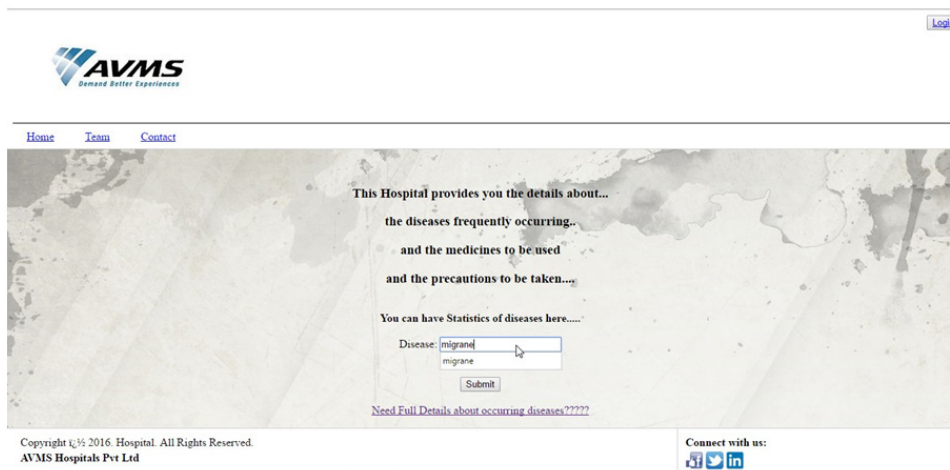 Logi
AVMS
Demand Better Experiences
Home Team Contact
This Hospital provides you the details about...
the diseases frequently occurring..
and the medicines to be used
and the precautions to be taken....
You can have Statistics of diseases here.....
Disease: migrane
migrane
Submit
Need Full Details about occurring diseases?????
Copyright ï¿½ 2016. Hospital. All Rights Reserved.
AVMS Hospitals Pvt Ltd
Connect with us: